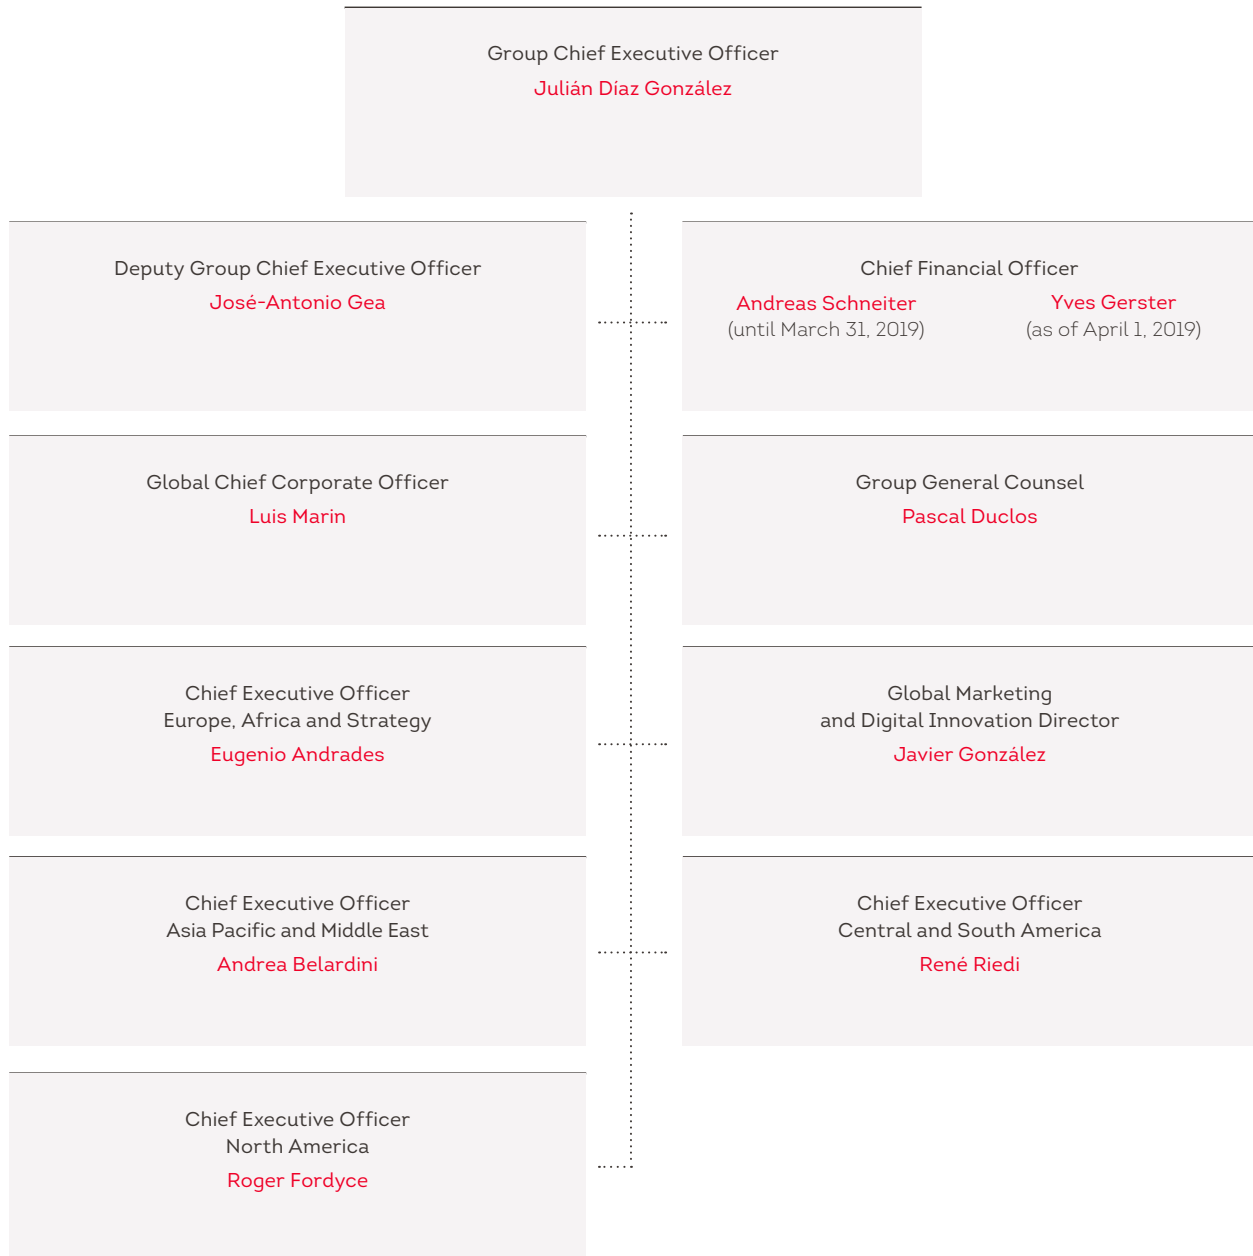 Group Chief Executive Officer
Julián Díaz González
Deputy Group Chief Executive Officer
José-Antonio Gea
Chief Financial Officer
Andreas Schneiter
(until March 31, 2019)
Yves Gerster
(as of April 1, 2019)
Global Chief Corporate Officer
Luis Marin
Group General Counsel
Pascal Duclos
Chief Executive Officer
Europe, Africa and Strategy
Eugenio Andrades
Global Marketing
and Digital Innovation Director
Javier González
Chief Executive Officer
Asia Pacific and Middle East
Andrea Belardini
Chief Executive Officer
Central and South America
René Riedi
Chief Executive Officer
North America
Roger Fordyce